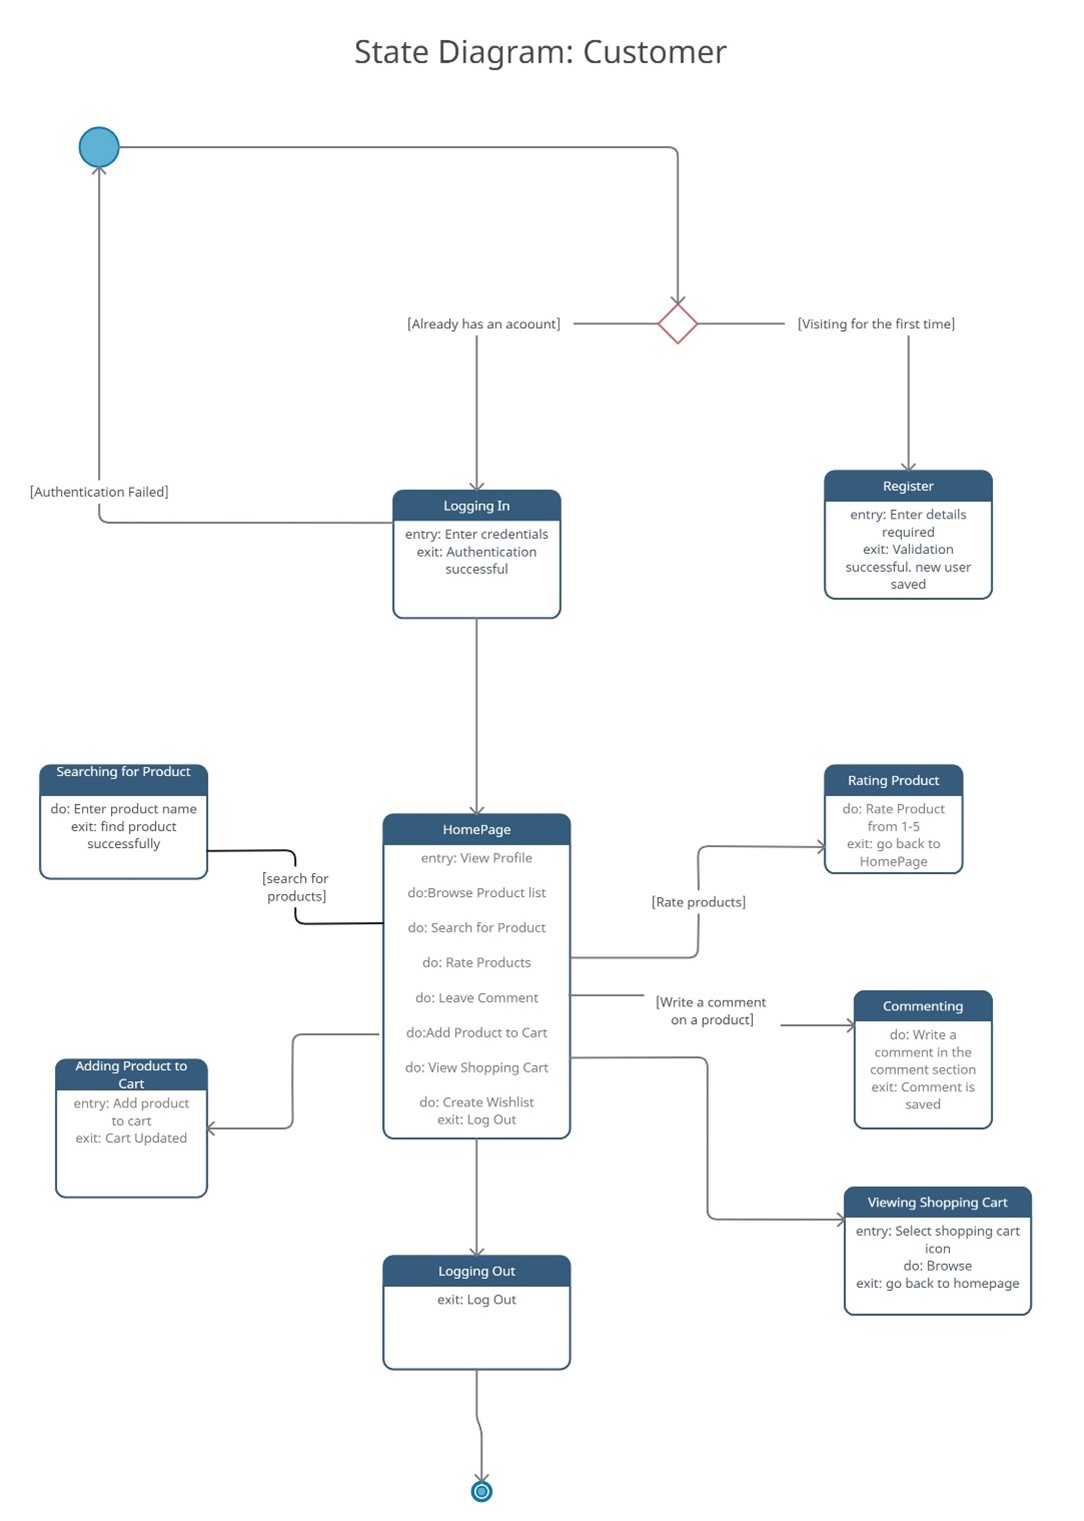 State Diagram: Customer
[Already has an acoount]
[Visiting for the first time]
[Authentication Failed]
Logging In
entry: Enter credentials
exit: Authentication
successful
Register
entry: Enter details
required
exit: Validation
successful. new user
saved
Searching for Product
do: Enter product name
exit: find product
successfully
[search for
products]
HomePage
entry: View Profile
do:Browse Product list
do: Search for Product
do: Rate Products
do: Leave Comment
do:Add Product to Cart
do: View Shopping Cart
do: Create Wishlist
exit: Log Out
[Rate products]
Rating Product
do: Rate Product
from 1-5
exit: go back to
HomePage
[Write a comment
on a product]
Commenting
do: Write a
comment in the
comment section
exit: Comment is
saved
Adding Product to
Cart
entry: Add product
to cart
exit: Cart Updated
Viewing Shopping Cart
entry: Select shopping cart
icon
do: Browse
exit: go back to homepage
Logging Out
exit: Log Out